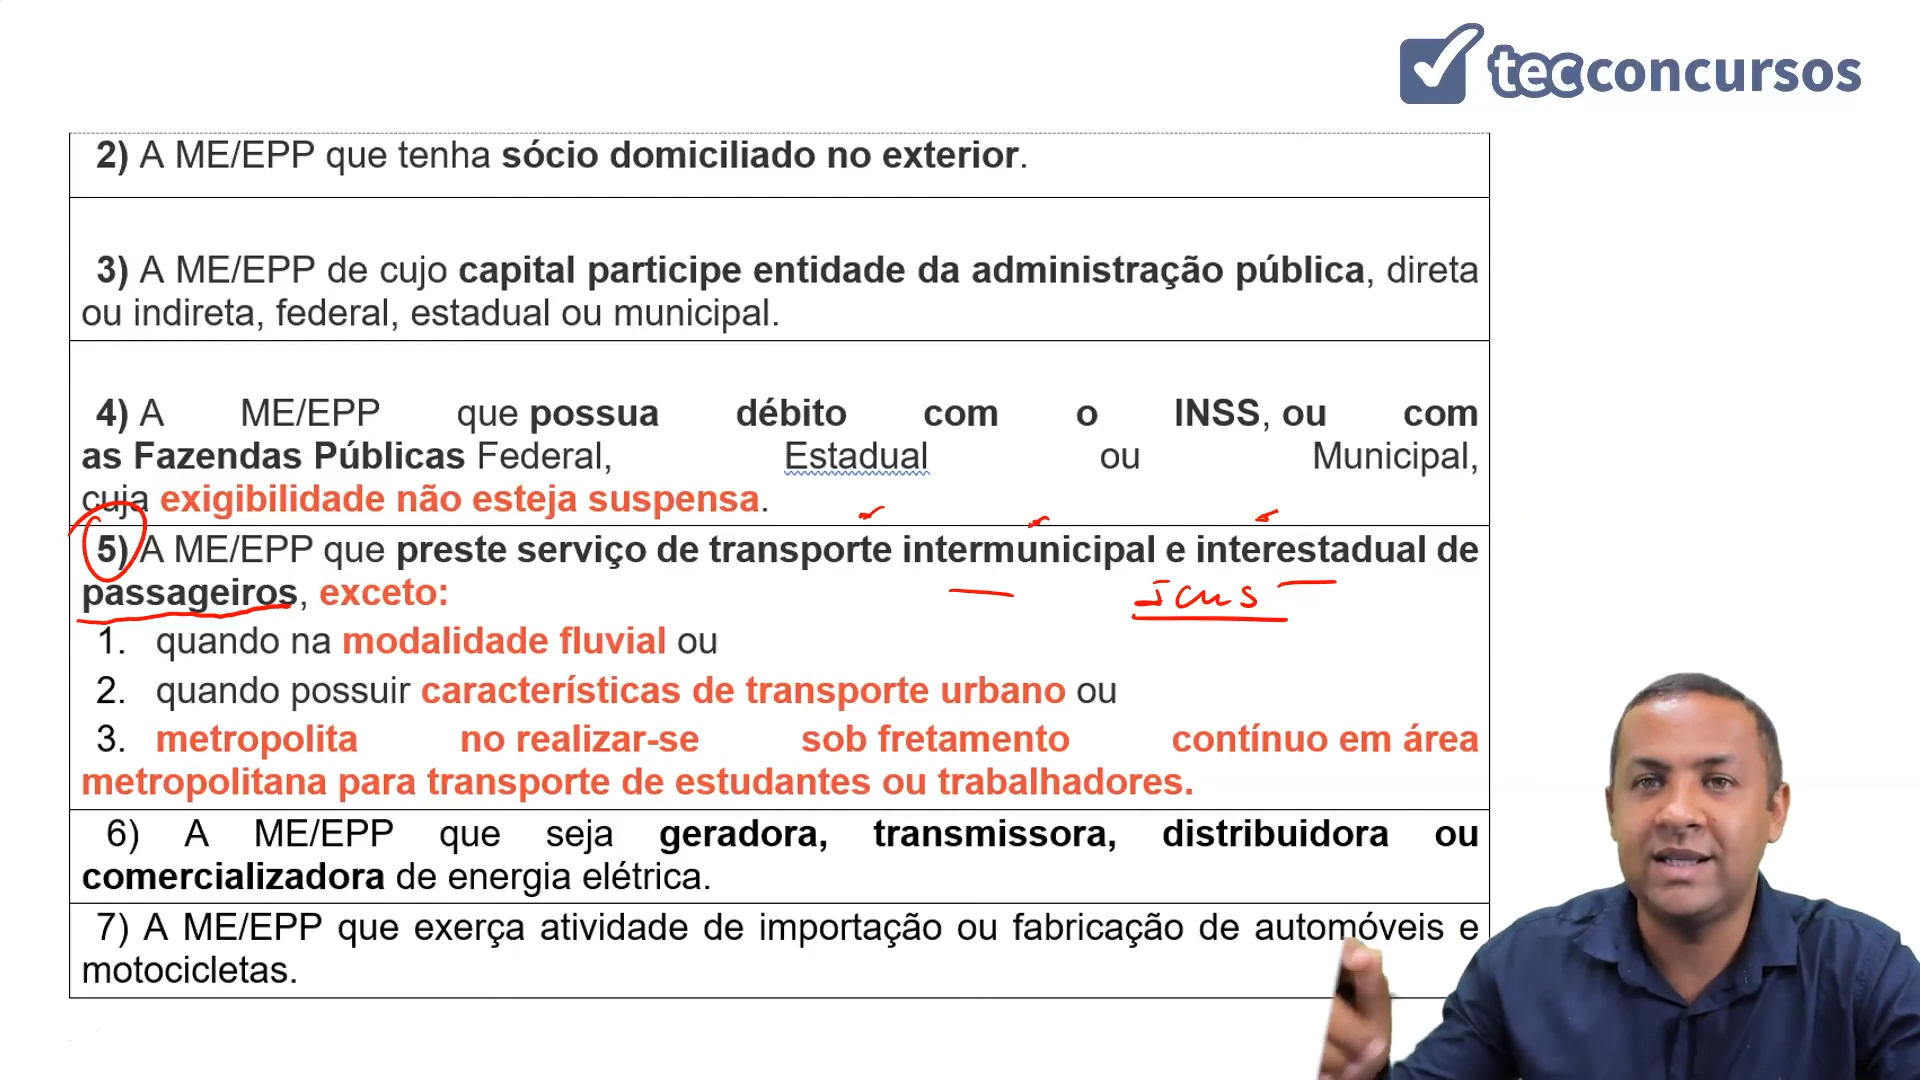 tecconcursos
2) A ME/EPP que tenha sócio domiciliado no exterior.
3) A ME/EPP de cujo capital participe entidade da administração pública, direta
ou indireta, federal, estadual ou municipal.
4) A ME/EPP que possua débito com o INSS, ou com
as Fazendas Públicas Federal, Estadual ou Municipal,
cuja exigibilidade não esteja suspensa.
5) A ME/EPP que preste serviço de transporte intermunicipal e interestadual de
passageiros, exceto:
ICMS
1. quando na modalidade fluvial ou
2. quando possuir características de transporte urbano ou
3. metropolita no realizar-se sob fretamento contínuo em área
metropolitana para transporte de estudantes ou trabalhadores.
6) A ME/EPP que seja geradora, transmissora, distribuidora ou
comercializadora de energia elétrica.
7) A ME/EPP que exerça atividade de importação ou fabricação de automóveis e
motocicletas.